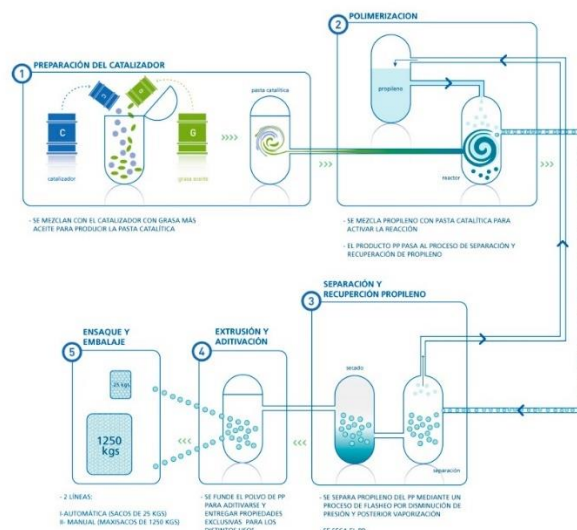 1
PREPARACIÓN DEL CATALIZADOR
C
G
catalizador
grasa aceite
pasta catalítica
- SE MEZCLAN CON EL CATALIZADOR CON GRASA MÁS
ACEITE PARA PRODUCIR LA PASTA CATALÍTICA
2
POLIMERIZACION
propileno
reactor
- SE MEZCLA PROPILENO CON PASTA CATALÍTICA PARA
ACTIVAR LA REACCIÓN
- EL PRODUCTO PP PASA AL PROCESO DE SEPARACIÓN Y
RECUPERACIÓN DE PROPILENO
3
SEPARACIÓN Y
RECUPERCIÓN PROPILENO
secado
separación
- SE SEPARA PROPILENO DEL PP MEDIANTE UN
PROCESO DE FLASHEO POR DISMINUCIÓN DE
PRESIÓN Y POSTERIOR VAPORIZACIÓN
4
EXTRUSIÓN Y
ADITIVACIÓN
- SE FUNDE EL POLVO DE PP
PARA ADITIVARSE Y
ENTREGAR PROPIEDADES
EXCLUSIVAS PARA LOS
5
ENSAQUE Y
EMBALAJE
25 kgs
1250
kgs
- 2 LÍNEAS:
I-AUTOMÁTICA (SACOS DE 25 KGS)
II- MANUAL (MAXISACOS DE 1250 KGS)